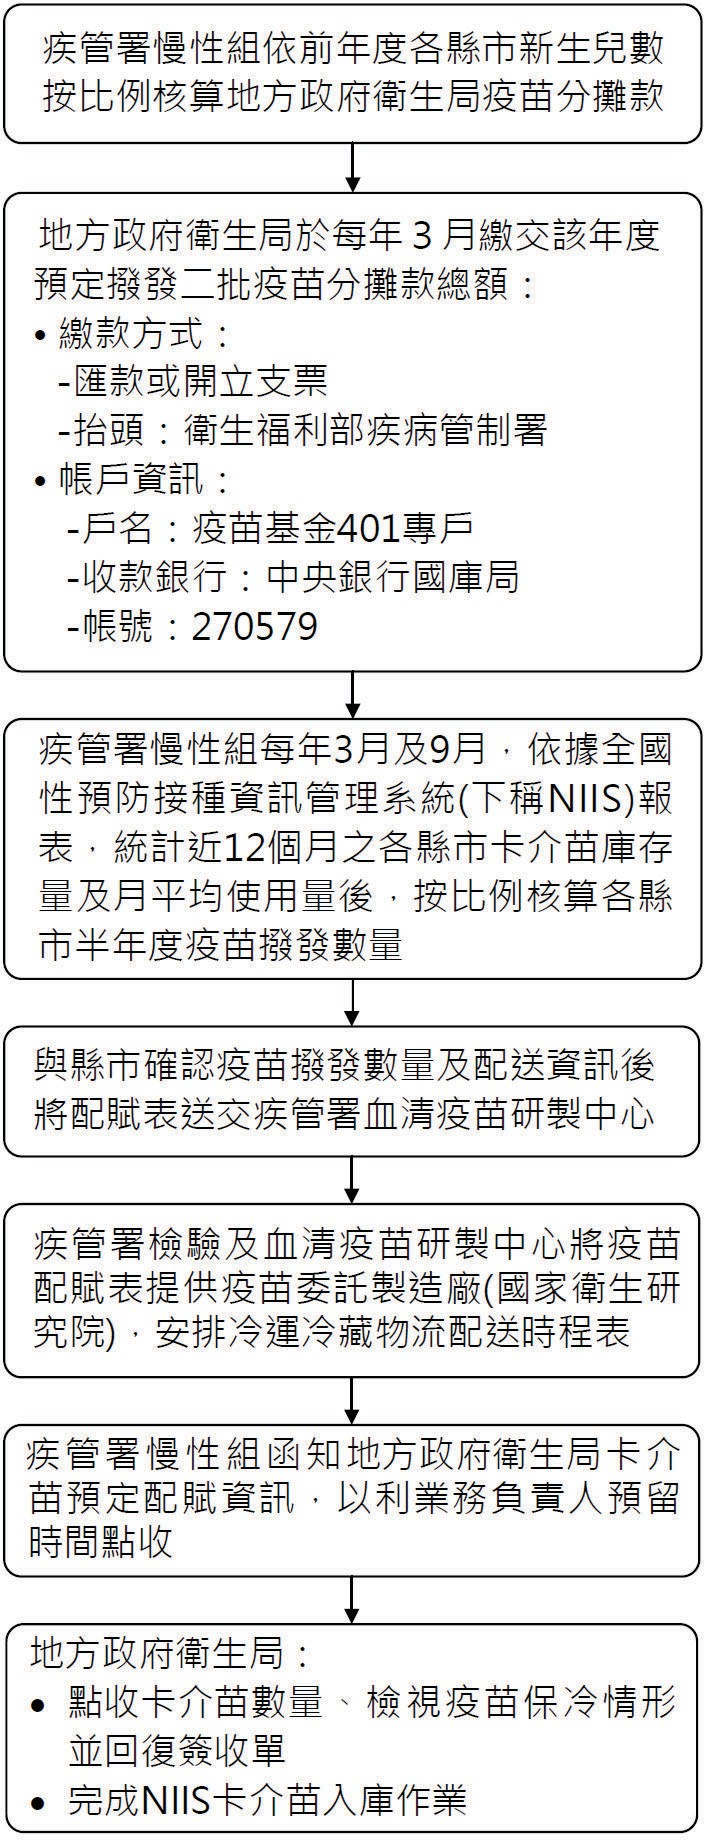 疾管署慢性組依前年度各縣市新生兒數
按比例核算地方政府衛生局疫苗分攤款
地方政府衛生局於每年3月繳交該年度
預定撥發二批疫苗分攤款總額：
• 繳款方式：
-匯款或開立支票
-抬頭：衛生福利部疾病管制署
• 帳戶資訊：
-戶名：疫苗基金401專戶
-收款銀行：中央銀行國庫局
-帳號：270579
疾管署慢性組每年3月及9月，依據全國
性預防接種資訊管理系統(下稱NIIS)報
表，統計近12個月之各縣市卡介苗庫存
量及月平均使用量後，按比例核算各縣
市半年度疫苗撥發數量
與縣市確認疫苗撥發數量及配送資訊後
將配賦表送交疾管署血清疫苗研製中心
疾管署檢驗及血清疫苗研製中心將疫苗
配賦表提供疫苗委託製造廠(國家衛生研
究院)，安排冷運冷藏物流配送時程表
疾管署慢性組函知地方政府衛生局卡介
苗預定配賦資訊，以利業務負責人預留
時間點收
地方政府衛生局：
• 點收卡介苗數量、檢視疫苗保冷情形
並回復簽收單
• 完成NIIS卡介苗入庫作業